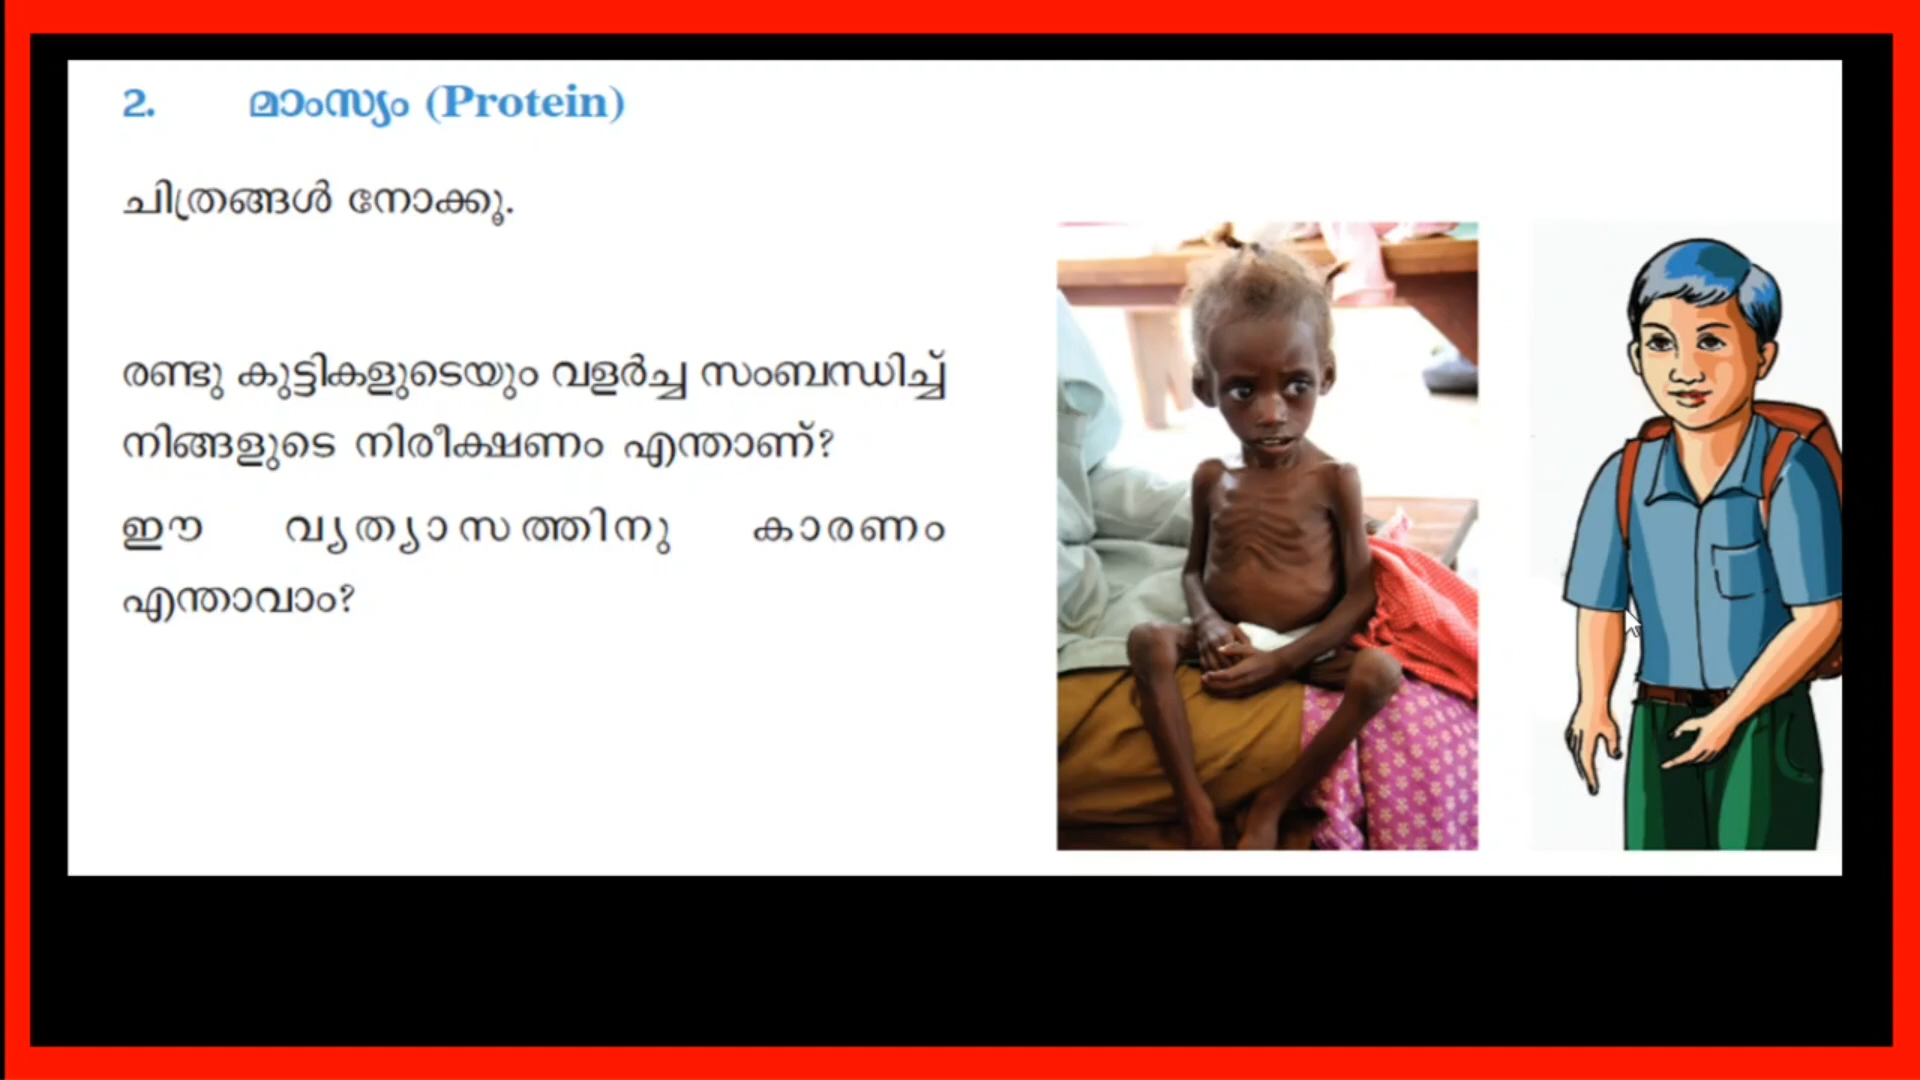 2. മാംസ്യം (Protein)
ചിത്രങ്ങൾ നോക്കൂ.
രണ്ടു കുട്ടികളുടെയും വളർച്ച സംബന്ധിച്ച്
നിങ്ങളുടെ നിരീക്ഷണം എന്താണ്?
ഈ വ്യത്യാസത്തിനു കാരണം
എന്താവാം?